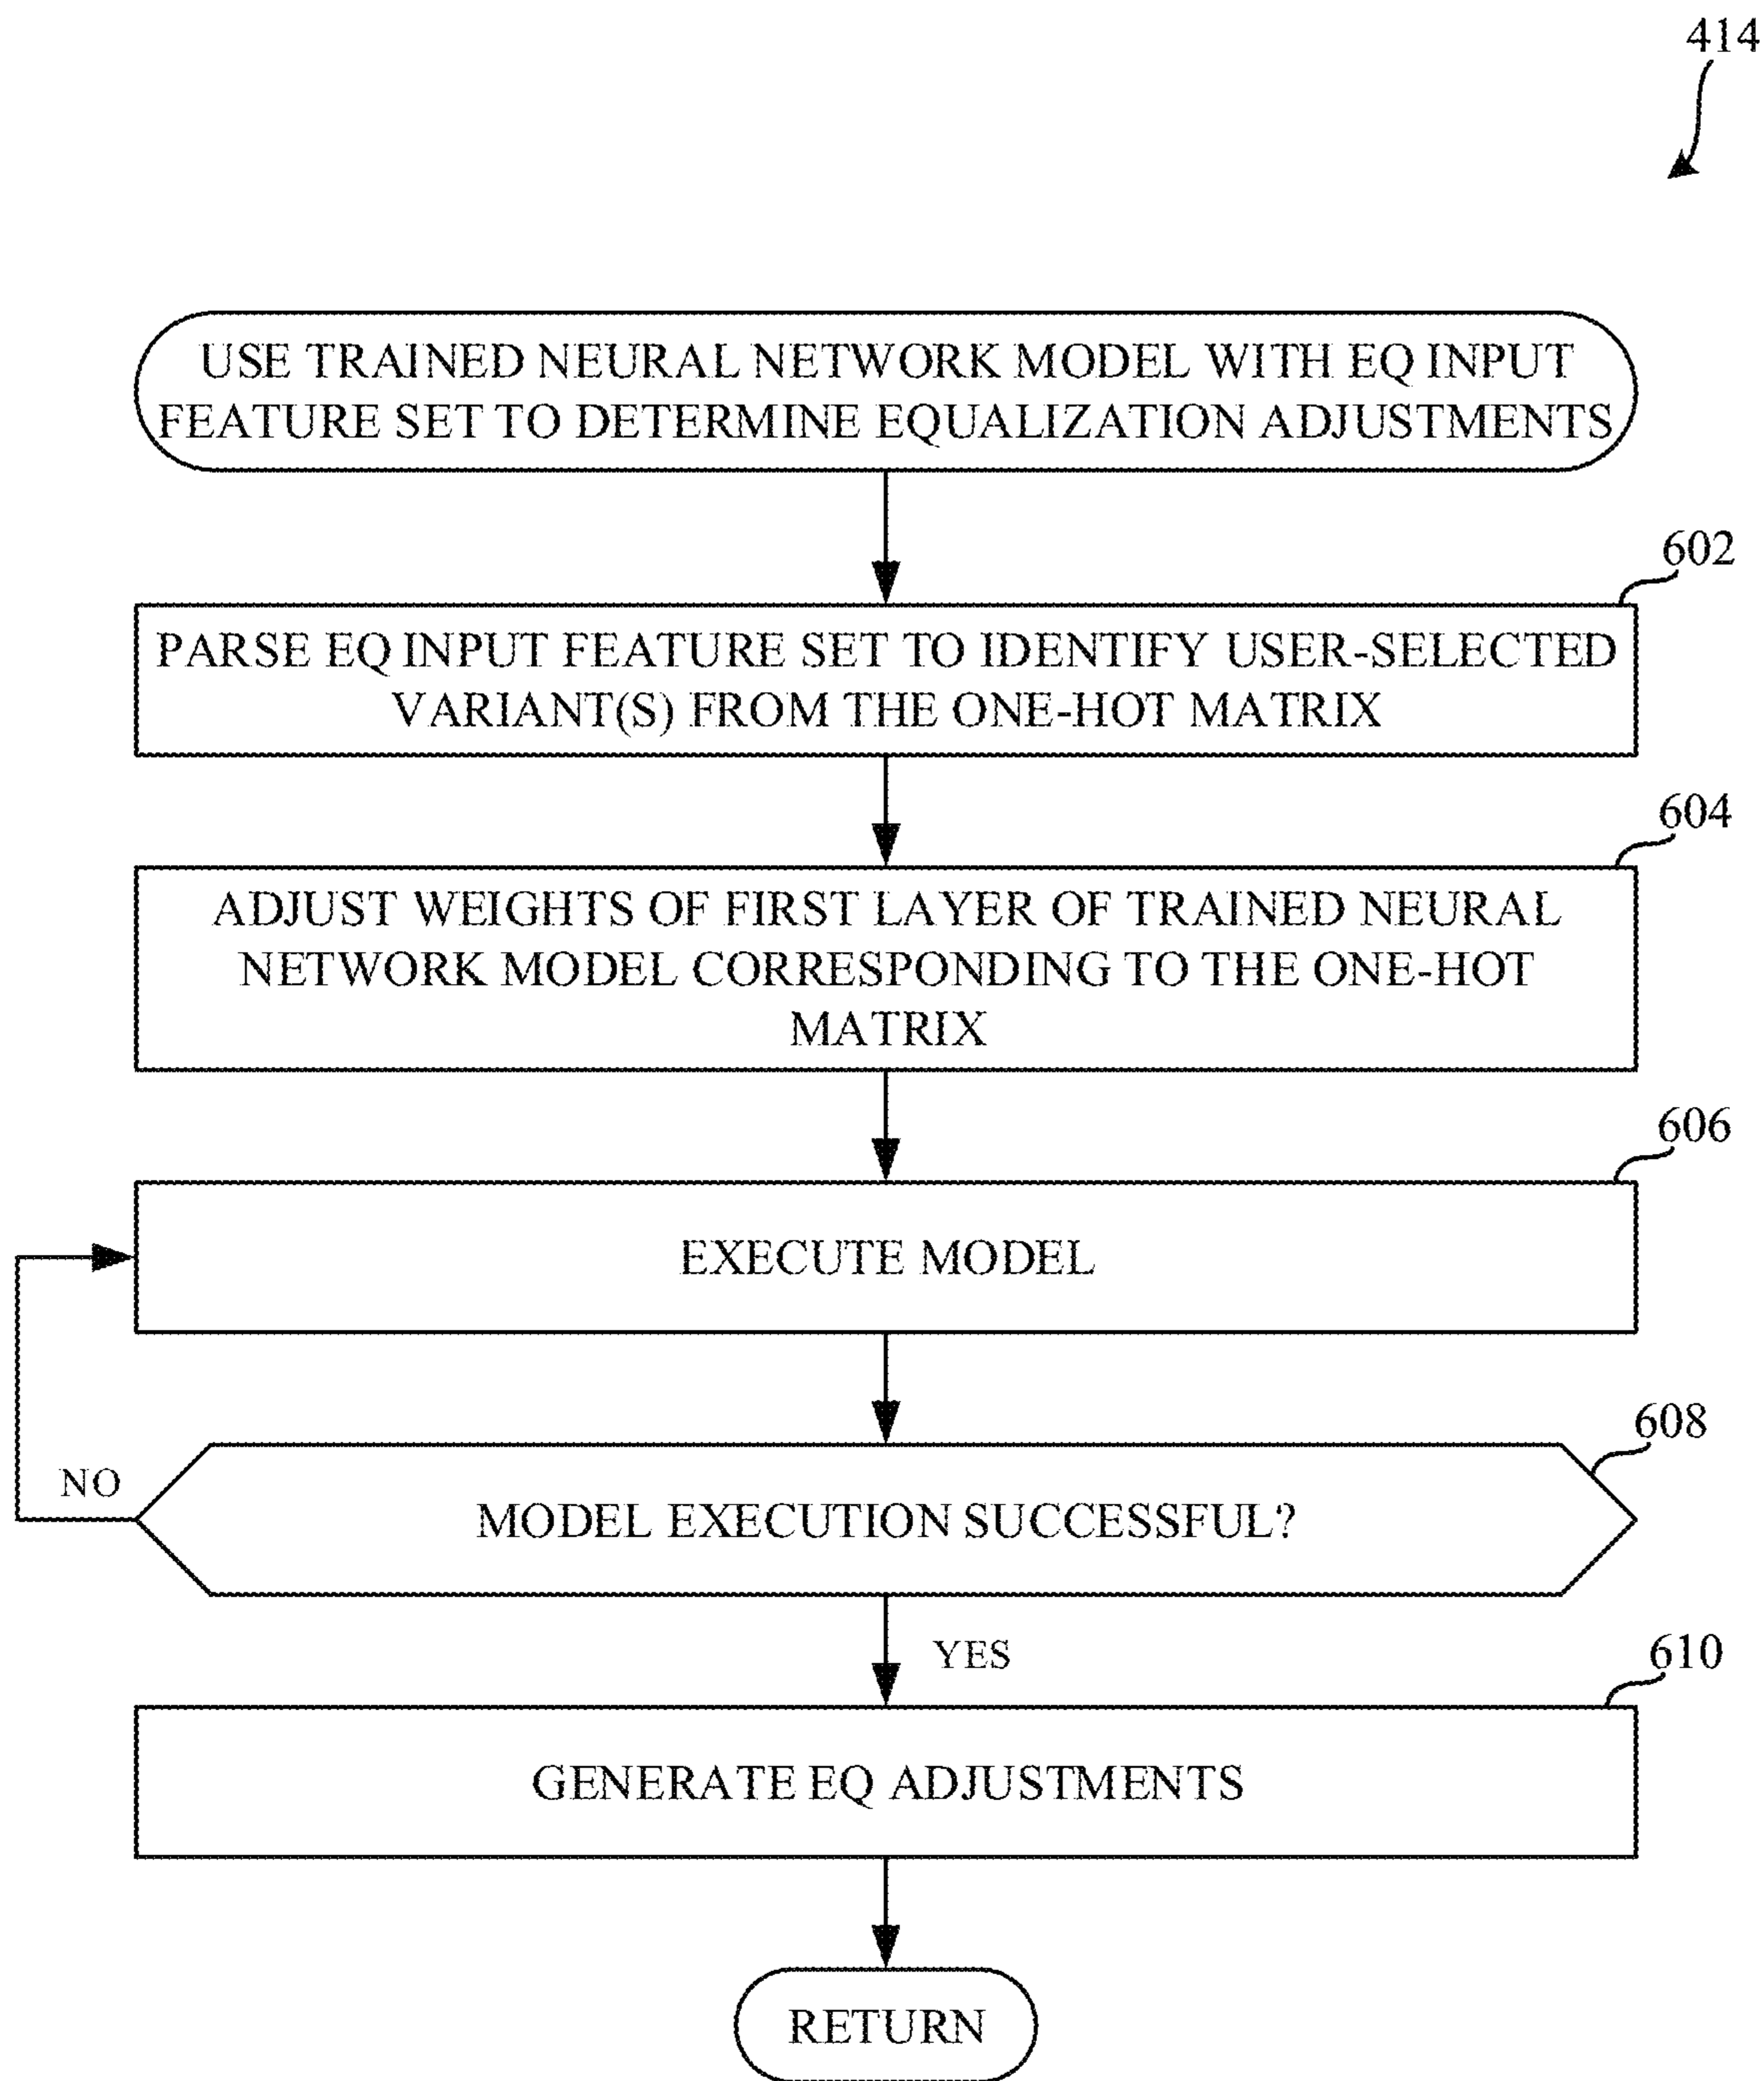 414
USE TRAINED NEURAL NETWORK MODEL WITH EQ INPUT
FEATURE SET TO DETERMINE EQUALIZATION ADJUSTMENTS
602
PARSE EQ INPUT FEATURE SET TO IDENTIFY USER-SELECTED
VARIANT(S) FROM THE ONE-HOT MATRIX
604
ADJUST WEIGHTS OF FIRST LAYER OF TRAINED NEURAL
NETWORK MODEL CORRESPONDING TO THE ONE-HOT
MATRIX
606
EXECUTE MODEL
608
NO
MODEL EXECUTION SUCCESSFUL?
YES
610
GENERATE EQ ADJUSTMENTS
RETURN